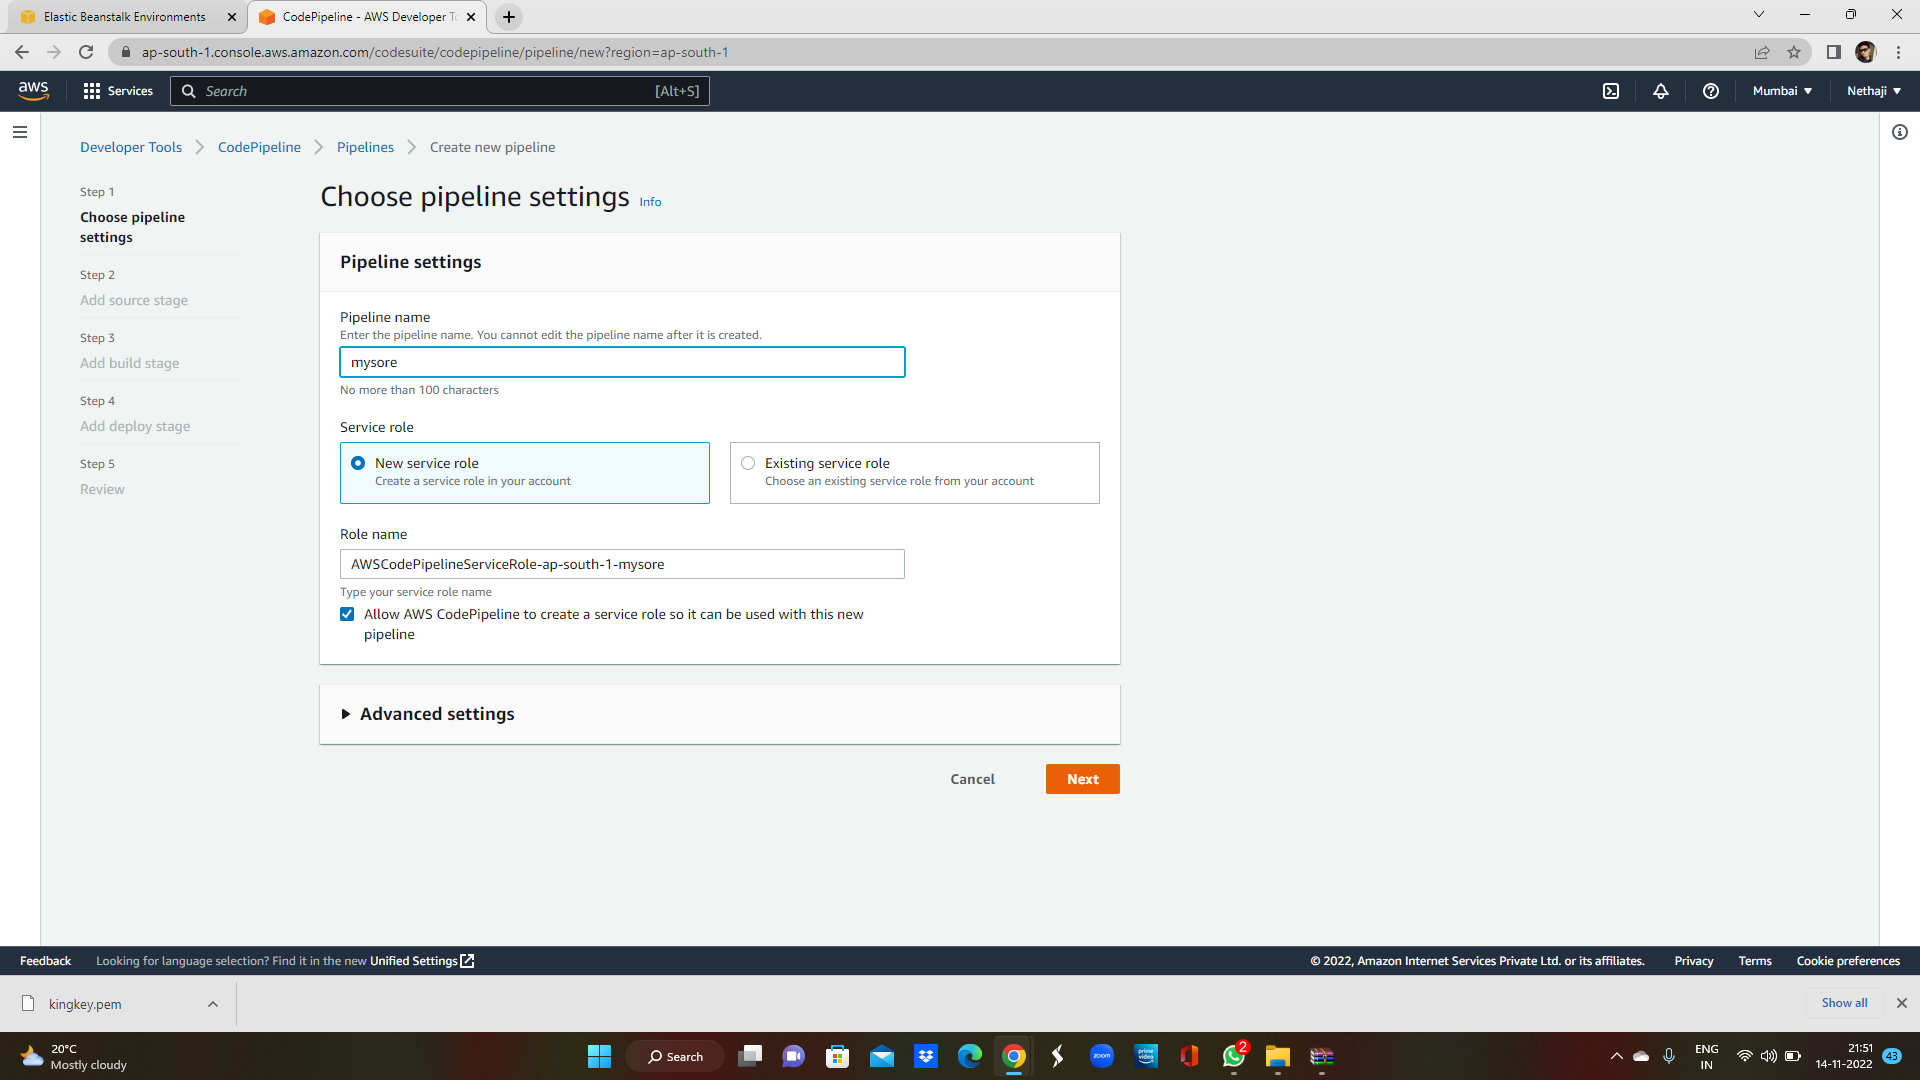 Elastic Beanstalk Environments
CodePipeline - AWS Developer To
ap-south-1.console.aws.amazon.com/codesuite/codepipeline/pipeline/new?region=ap-south-1
aws
Services
Search
[Alt+S]
Mumbai
Nethaji
Developer Tools
CodePipeline
Pipelines
Create new pipeline
Step 1
Choose pipeline
settings
Step 2
Add source stage
Step 3
Add build stage
Step 4
Add deploy stage
Step 5
Review
Choose pipeline settings Info
Pipeline settings
Pipeline name
Enter the pipeline name. You cannot edit the pipeline name after it is created.
mysore
No more than 100 characters
Service role
New service role
Create a service role in your account
Existing service role
Choose an existing service role from your account
Role name
AWSCodePipelineServiceRole-ap-south-1-mysore
Type your service role name
Allow AWS CodePipeline to create a service role so it can be used with this new
pipeline
Advanced settings
Cancel
Next
Feedback
Looking for language selection? Find it in the new Unified Settings
© 2022, Amazon Internet Services Private Ltd. or its affiliates.
Privacy
Terms
Cookie preferences
kingkey.pem
Show all
20°C
Mostly cloudy
Search
zoom
prime
video
2
ENG
IN
21:51
14-11-2022
43